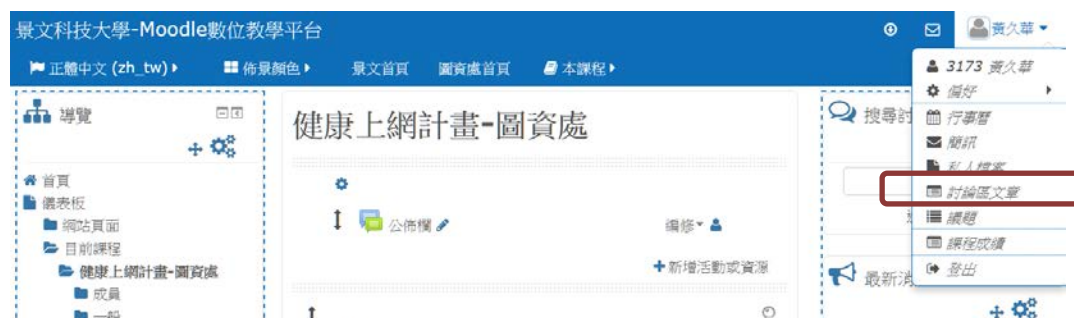 景文科技大學-Moodle數位教學平台
黃久華
正體中文 (zh_tw)
佈景顏色
景文首頁
圖資處首頁
本課程
3173 黃久華
偏好
行事曆
簡訊
私人檔案
討論區文章
議題
課程成績
登出
導覽
首頁
儀表板
網站頁面
目前課程
健康上網計畫-圖資處
成員
一般
健康上網計畫-圖資處
公佈欄
編修
新增活動或資源
搜尋討
最新消